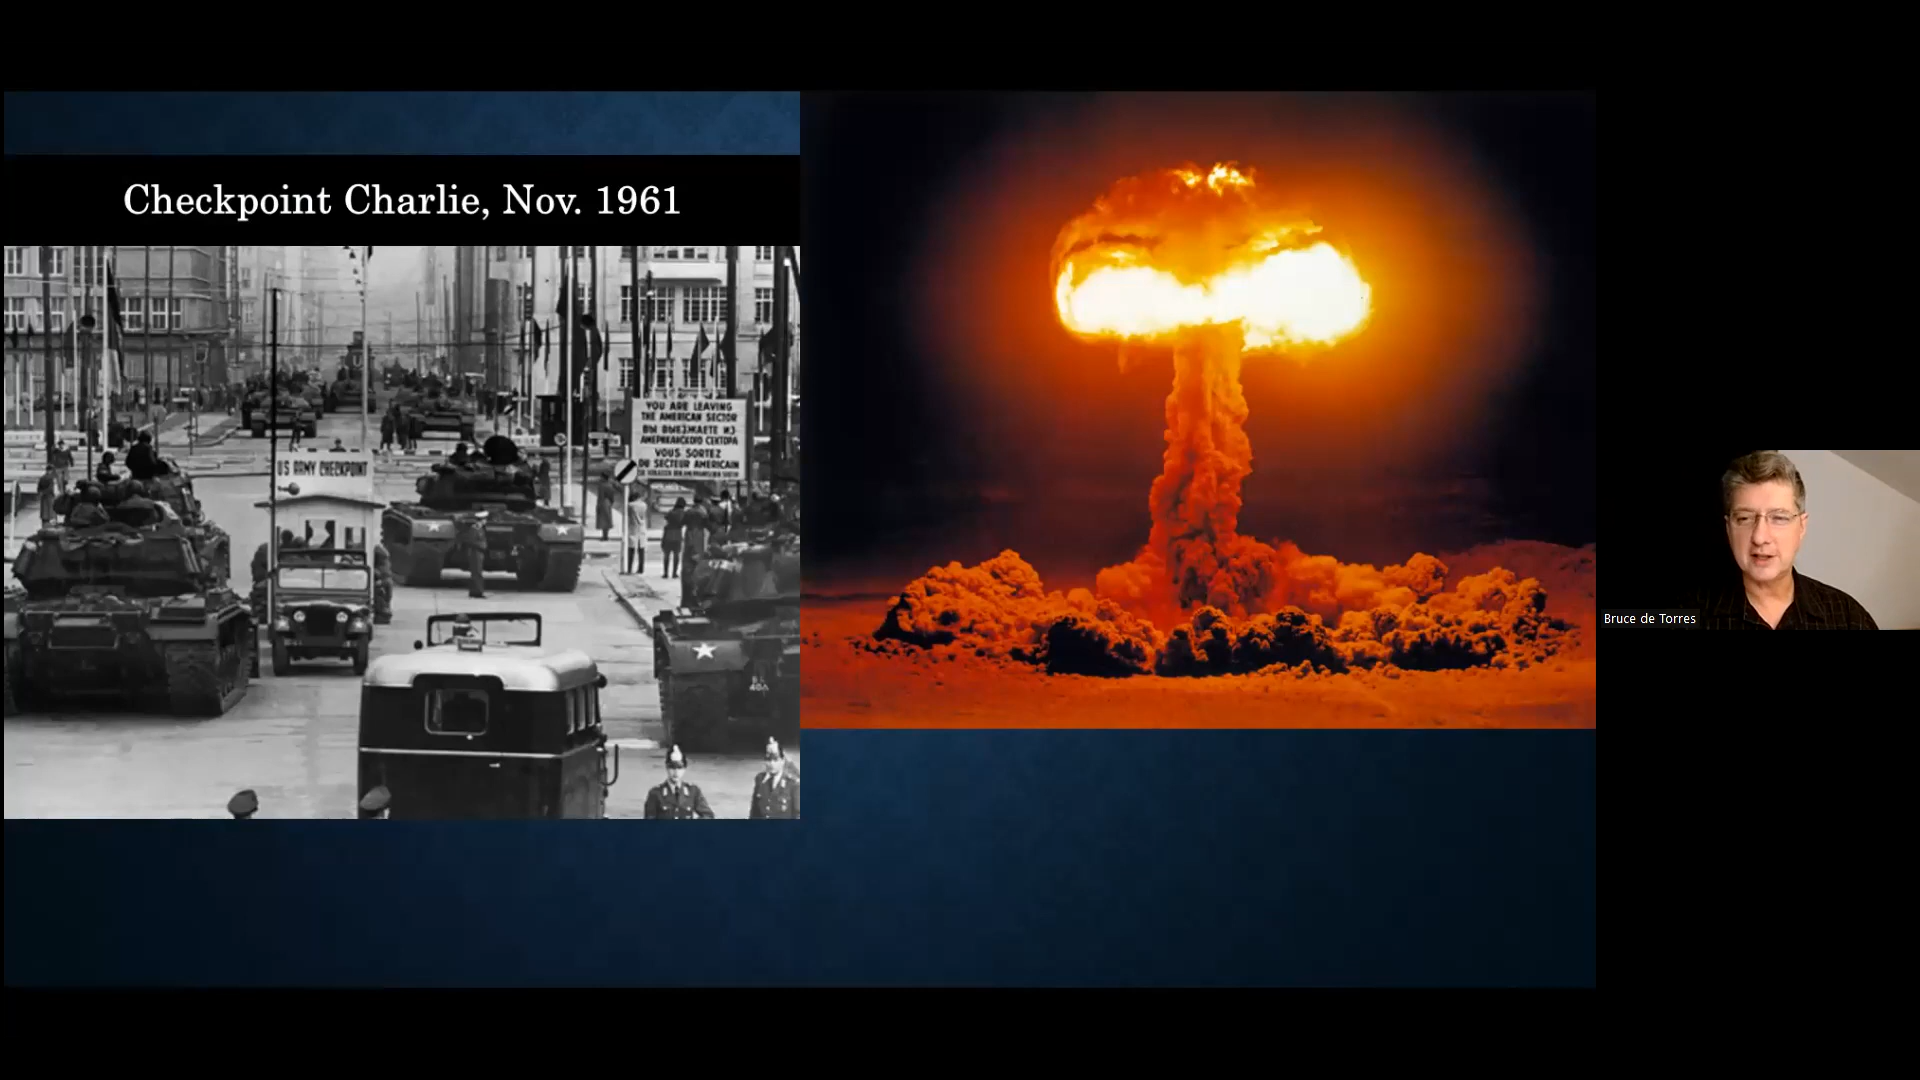 Checkpoint Charlie, Nov. 1961
YOU ARE LEAVING
THE AMERICAN SECTOR
ВЫ ВЫЕЗЖАЕТЕ ИЗ
АМЕРИКАНСКОГО СЕКТОРА
VOUS SORTEZ
DU SECTEUR AMERICAIN
US ARMY CHECKPOINT
Bruce de Torres